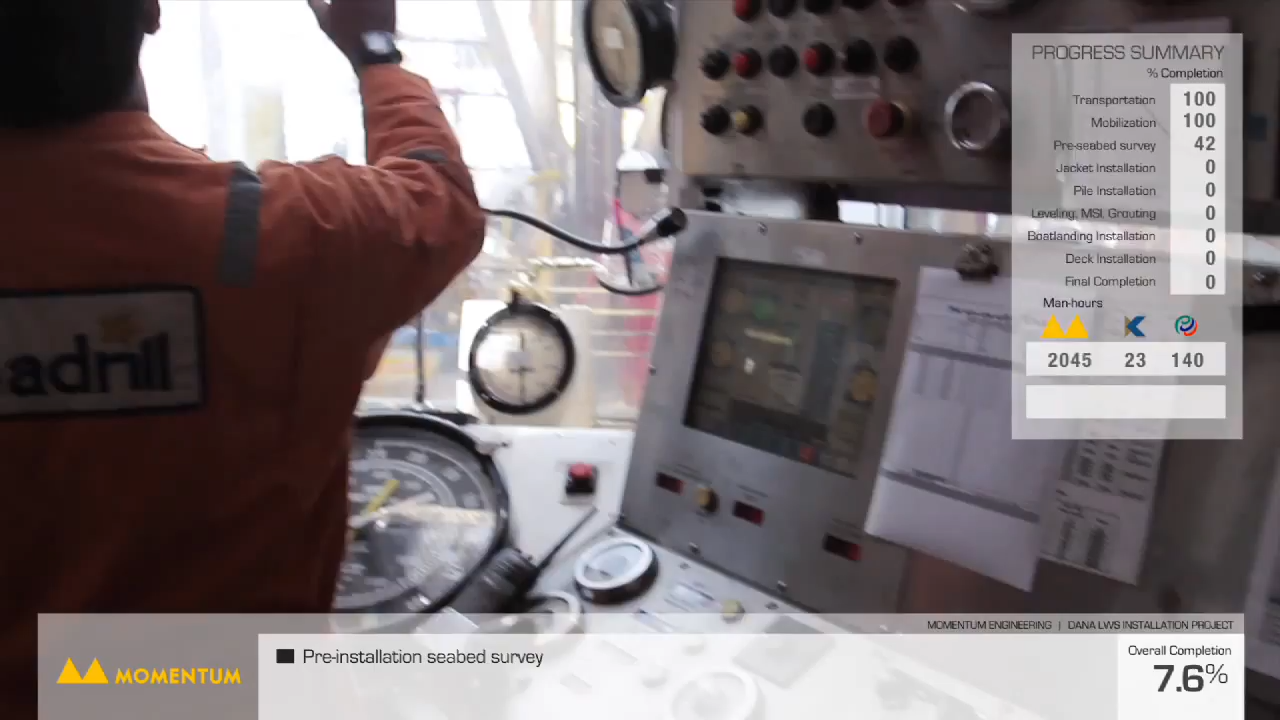 PROGRESS SUMMARY
% Completion
Transportation 100
Mobilization 100
Pre-seabed survey 42
Jacket Installation 0
Pile Installation 0
Leveling, MSI, Grouting 0
Boatlanding Installation 0
Deck Installation 0
Final Completion 0
Man-hours
2045 23 140
adrill
MOMENTUM ENGINEERING | DANA LWS INSTALLATION PROJECT
MOMENTUM
Pre-installation seabed survey
Overall Completion
7.6%